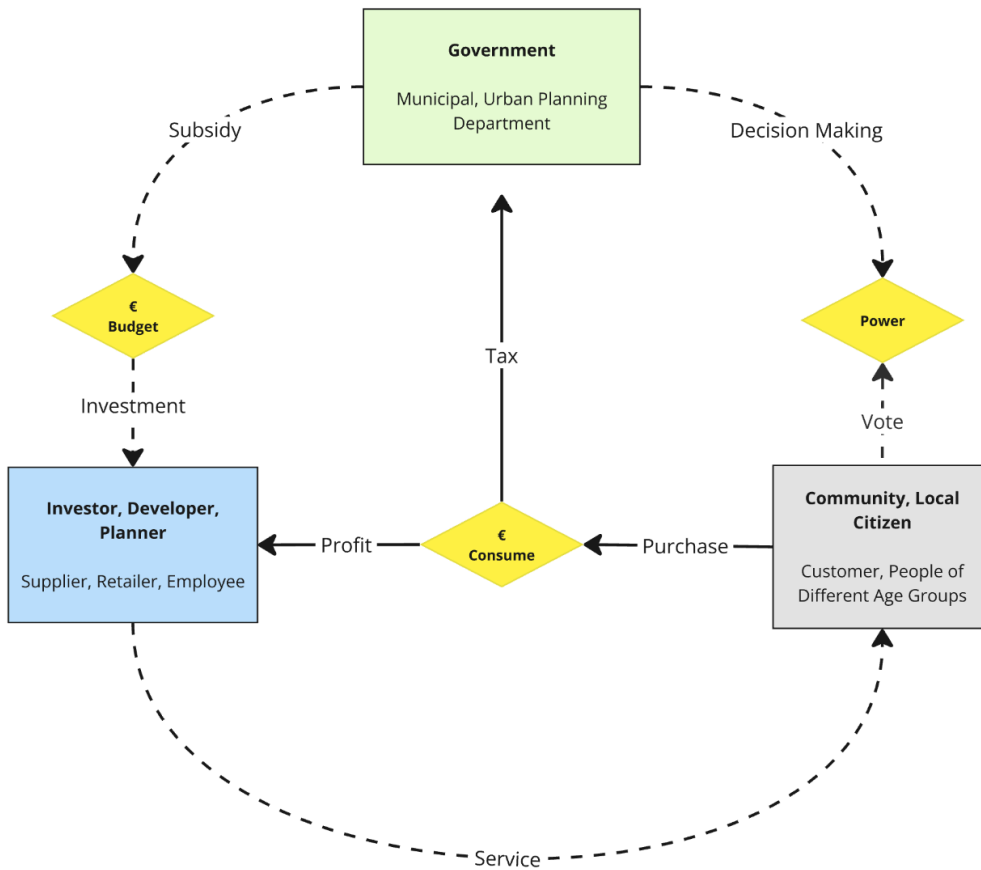 Government
Municipal, Urban Planning
Department
Subsidy
Decision Making
€
Budget
Power
Tax
Investment
Vote
Investor, Developer,
Planner
Supplier, Retailer, Employee
Profit
€
Consume
Purchase
Community, Local
Citizen
Customer, People of
Different Age Groups
Service